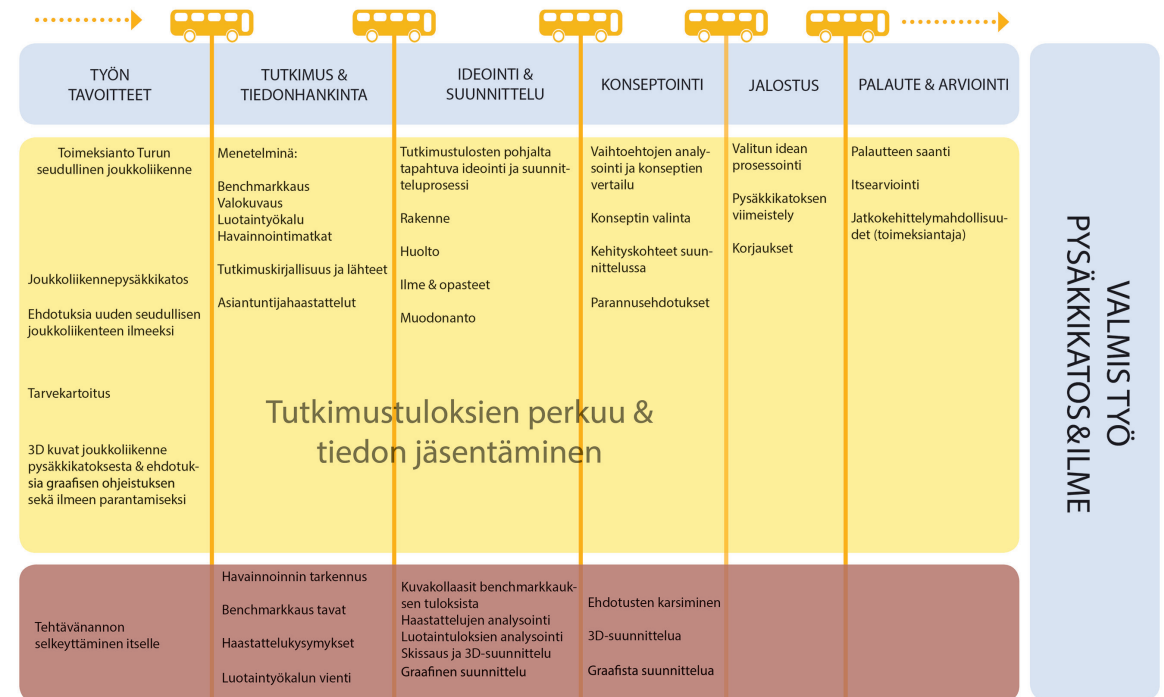 TYÖN
TAVOITTEET
TUTKIMUS &
TIEDONHANKINTA
IDEOINTI &
SUUNNITTELU
KONSEPTOINTI
JALOSTUS
PALAUTE & ARVIOINTI
Toimeksianto Turun
seudullinen joukkoliikenne
Joukkoliikennepysäkkikatos
Ehdotuksia uuden seudullisen
joukkoliikenteen ilmeeksi
Tarvekartoitus
3D kuvat joukkoliikenne
pysäkkikatoksesta & ehdotuk-
sia graafisen ohjeistuksen
sekä ilmeen parantamiseksi
Menetelminä:
Benchmarkkaus
Valokuvaus
Luotaintyökalu
Havainnointimatkat
Tutkimuskirjallisuus ja lähteet
Asiantuntijahaastattelut
Tutkimustulosten pohjalta
tapahtuva ideointi ja suunnit-
teluprosessi
Rakenne
Huolto
Ilme & opasteet
Muodonanto
Vaihtoehtojen analy-
sointi ja konseptien
vertailu
Konseptin valinta
Kehityskohteet suun-
nittelussa
Parannusehdotukset
Valitun idean
prosessointi
Pysäkkikatoksen
viimeistely
Korjaukset
Palautteen saanti
Itsearviointi
Jatkokehittelymahdollisuu-
det (toimeksiantaja)
Tutkimustuloksien perkuu &
tiedon jäsentäminen
Tehtävänannon
selkeyttäminen itselle
Havainnoinnin tarkennus
Benchmarkkaus tavat
Haastattelukysymykset
Luotaintyökalun vienti
Kuvakollaasit benchmarkkauk-
sen tuloksista
Haastattelujen analysointi
Luotaintuloksien analysointi
Skissaus ja 3D-suunnittelu
Graafinen suunnittelu
Ehdotusten karsiminen
3D-suunnittelua
Graafista suunnittelua
VALMIS TYÖ
PYSÄKKIKATOS&ILME